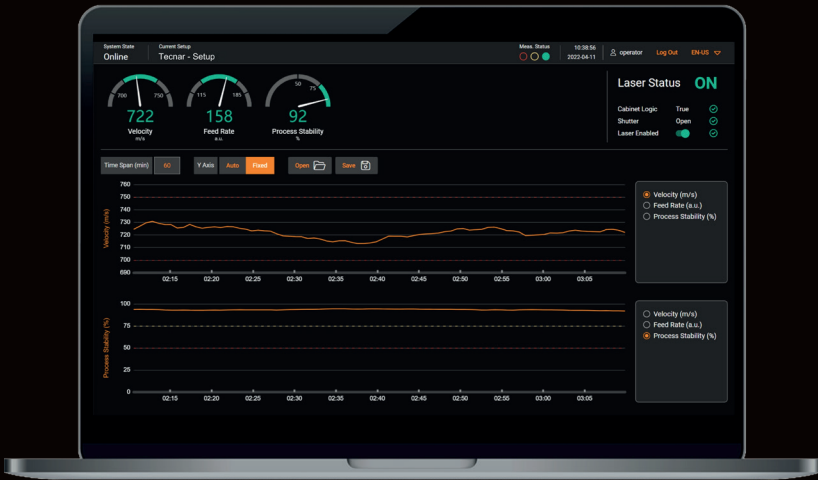 System State
Online
Current Setup
Tecnar - Setup
Meas. Status
10:38:56
2022-04-11
operator
Log Out
EN-US
700 750
722
Velocity
m/s
115 185
158
Feed Rate
a.u.
50 75
92
Process Stability
%
Laser Status ON
Cabinet Logic True
Shutter Open
Laser Enabled
Time Span (min) 60 Y Axis Auto Fixed Open Save
Velocity (m/s)
760
750
740
730
720
710
700
690
02:15 02:20 02:25 02:30 02:35 02:40 02:45 02:50 02:55 03:00 03:05
Velocity (m/s)
Feed Rate (a.u.)
Process Stability (%)
Process Stability (%)
100
75
50
25
0
02:15 02:20 02:25 02:30 02:35 02:40 02:45 02:50 02:55 03:00 03:05
Velocity (m/s)
Feed Rate (a.u.)
Process Stability (%)